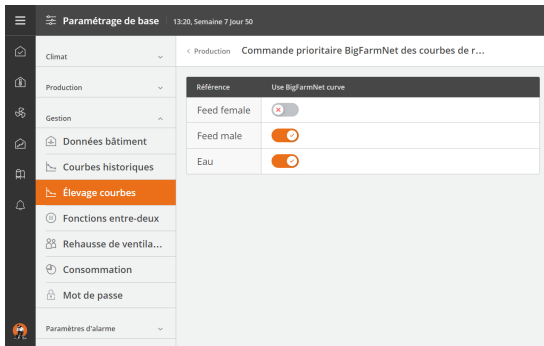 Paramétrage de base 13:20, Semaine 7 Jour 50
Climat
Production
Gestion
Données bâtiment
Courbes historiques
Élevage courbes
Fonctions entre-deux
Rehausse de ventila...
Consommation
Mot de passe
Paramètres d'alarme
< Production Commande prioritaire BigFarmNet des courbes de r...
Référence Use BigFarmNet curve
Feed female
Feed male
Eau